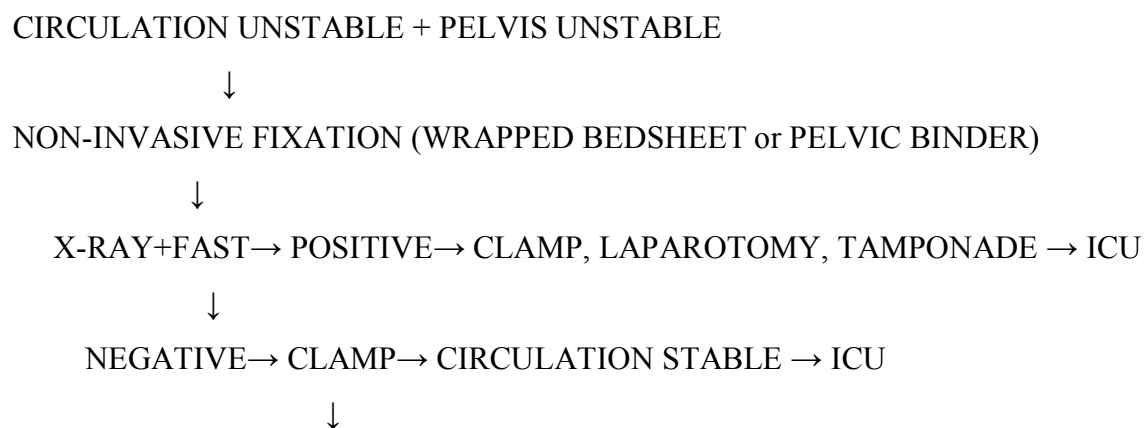 CIRCULATION UNSTABLE + PELVIS UNSTABLE
↓
NON-INVASIVE FIXATION (WRAPPED BEDSHEET or PELVIC BINDER)
↓
X-RAY+FAST→ POSITIVE→ CLAMP, LAPAROTOMY, TAMPONADE → ICU
↓
NEGATIVE→ CLAMP→ CIRCULATION STABLE → ICU
↓